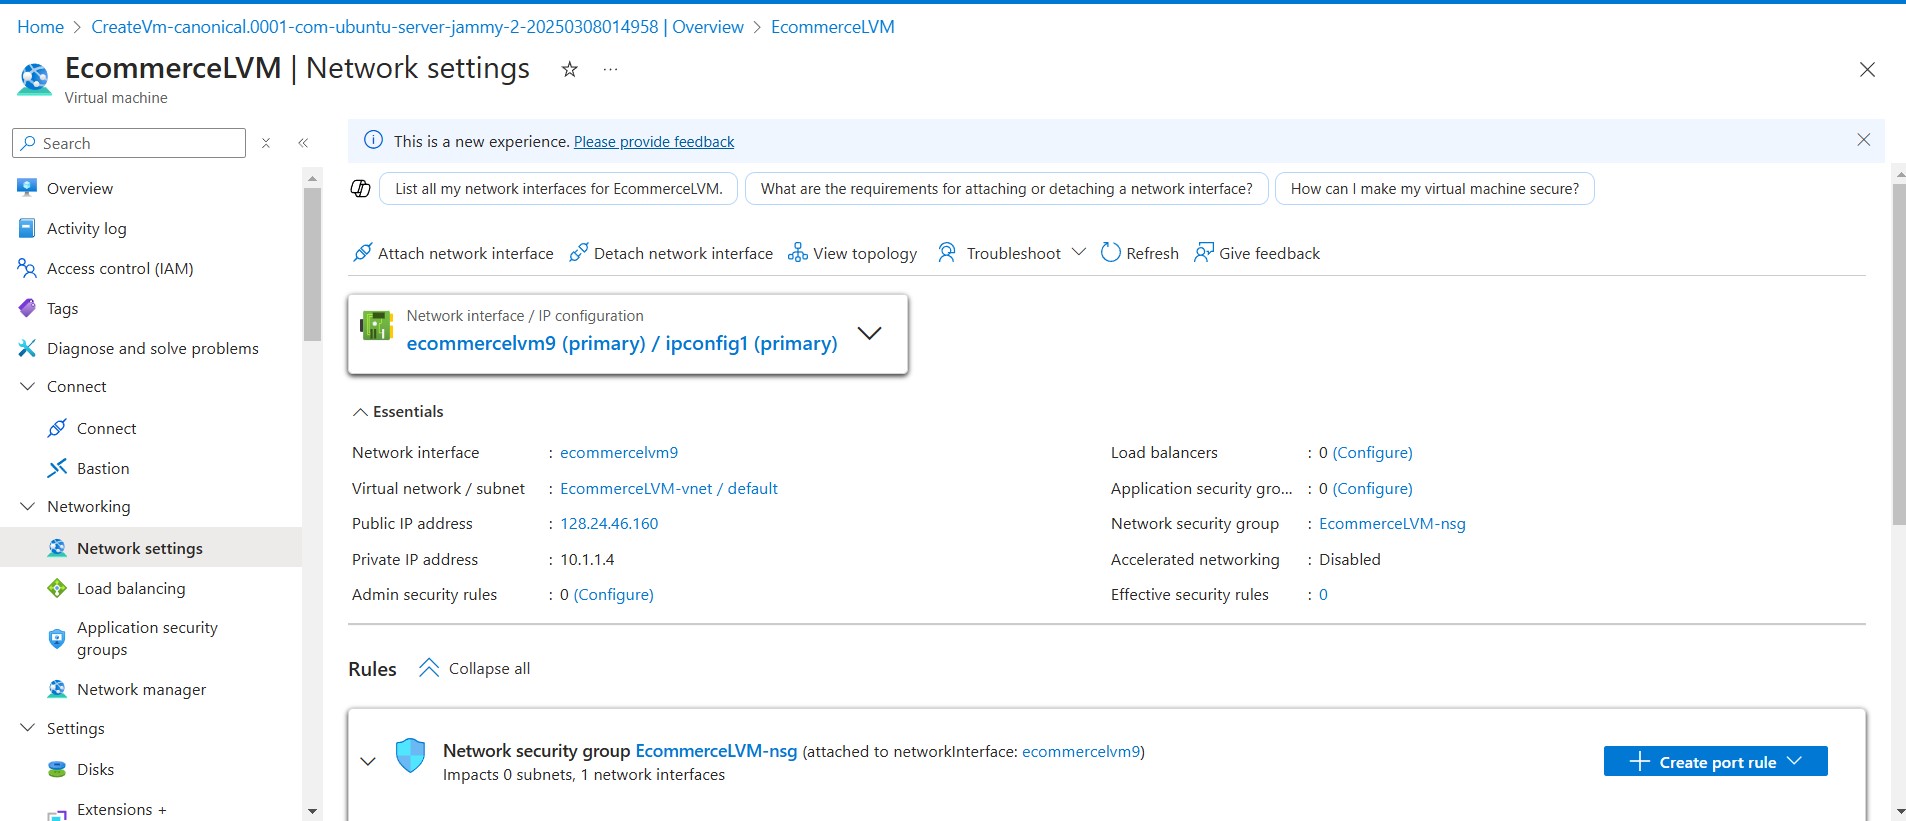 Home > CreateVm-canonical.0001-com-ubuntu-server-jammy-2-20250308014958 | Overview > EcommerceLVM
EcommerceLVM | Network settings
Virtual machine
Search
Overview
Activity log
Access control (IAM)
Tags
Diagnose and solve problems
Connect
Connect
Bastion
Networking
Network settings
Load balancing
Application security
groups
Network manager
Settings
Disks
Extensions +
This is a new experience. Please provide feedback
List all my network interfaces for EcommerceLVM.
What are the requirements for attaching or detaching a network interface?
How can I make my virtual machine secure?
Attach network interface
Detach network interface
View topology
Troubleshoot
Refresh
Give feedback
Network interface / IP configuration
ecommercelvm9 (primary) / ipconfig1 (primary)
Essentials
Network interface : ecommercelvm9
Virtual network / subnet : EcommerceLVM-vnet / default
Public IP address : 128.24.46.160
Private IP address : 10.1.1.4
Admin security rules : 0 (Configure)
Load balancers : 0 (Configure)
Application security gro... : 0 (Configure)
Network security group : EcommerceLVM-nsg
Accelerated networking : Disabled
Effective security rules : 0
Rules
Collapse all
Network security group EcommerceLVM-nsg (attached to networkInterface: ecommercelvm9)
Impacts 0 subnets, 1 network interfaces
Create port rule